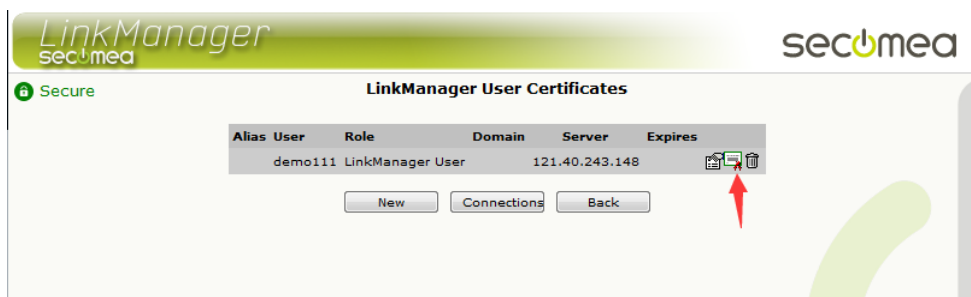 LinkManager
secomea
secomea
Secure
LinkManager User Certificates
Alias User Role Domain Server Expires
demo111 LinkManager User 121.40.243.148
New Connections Back